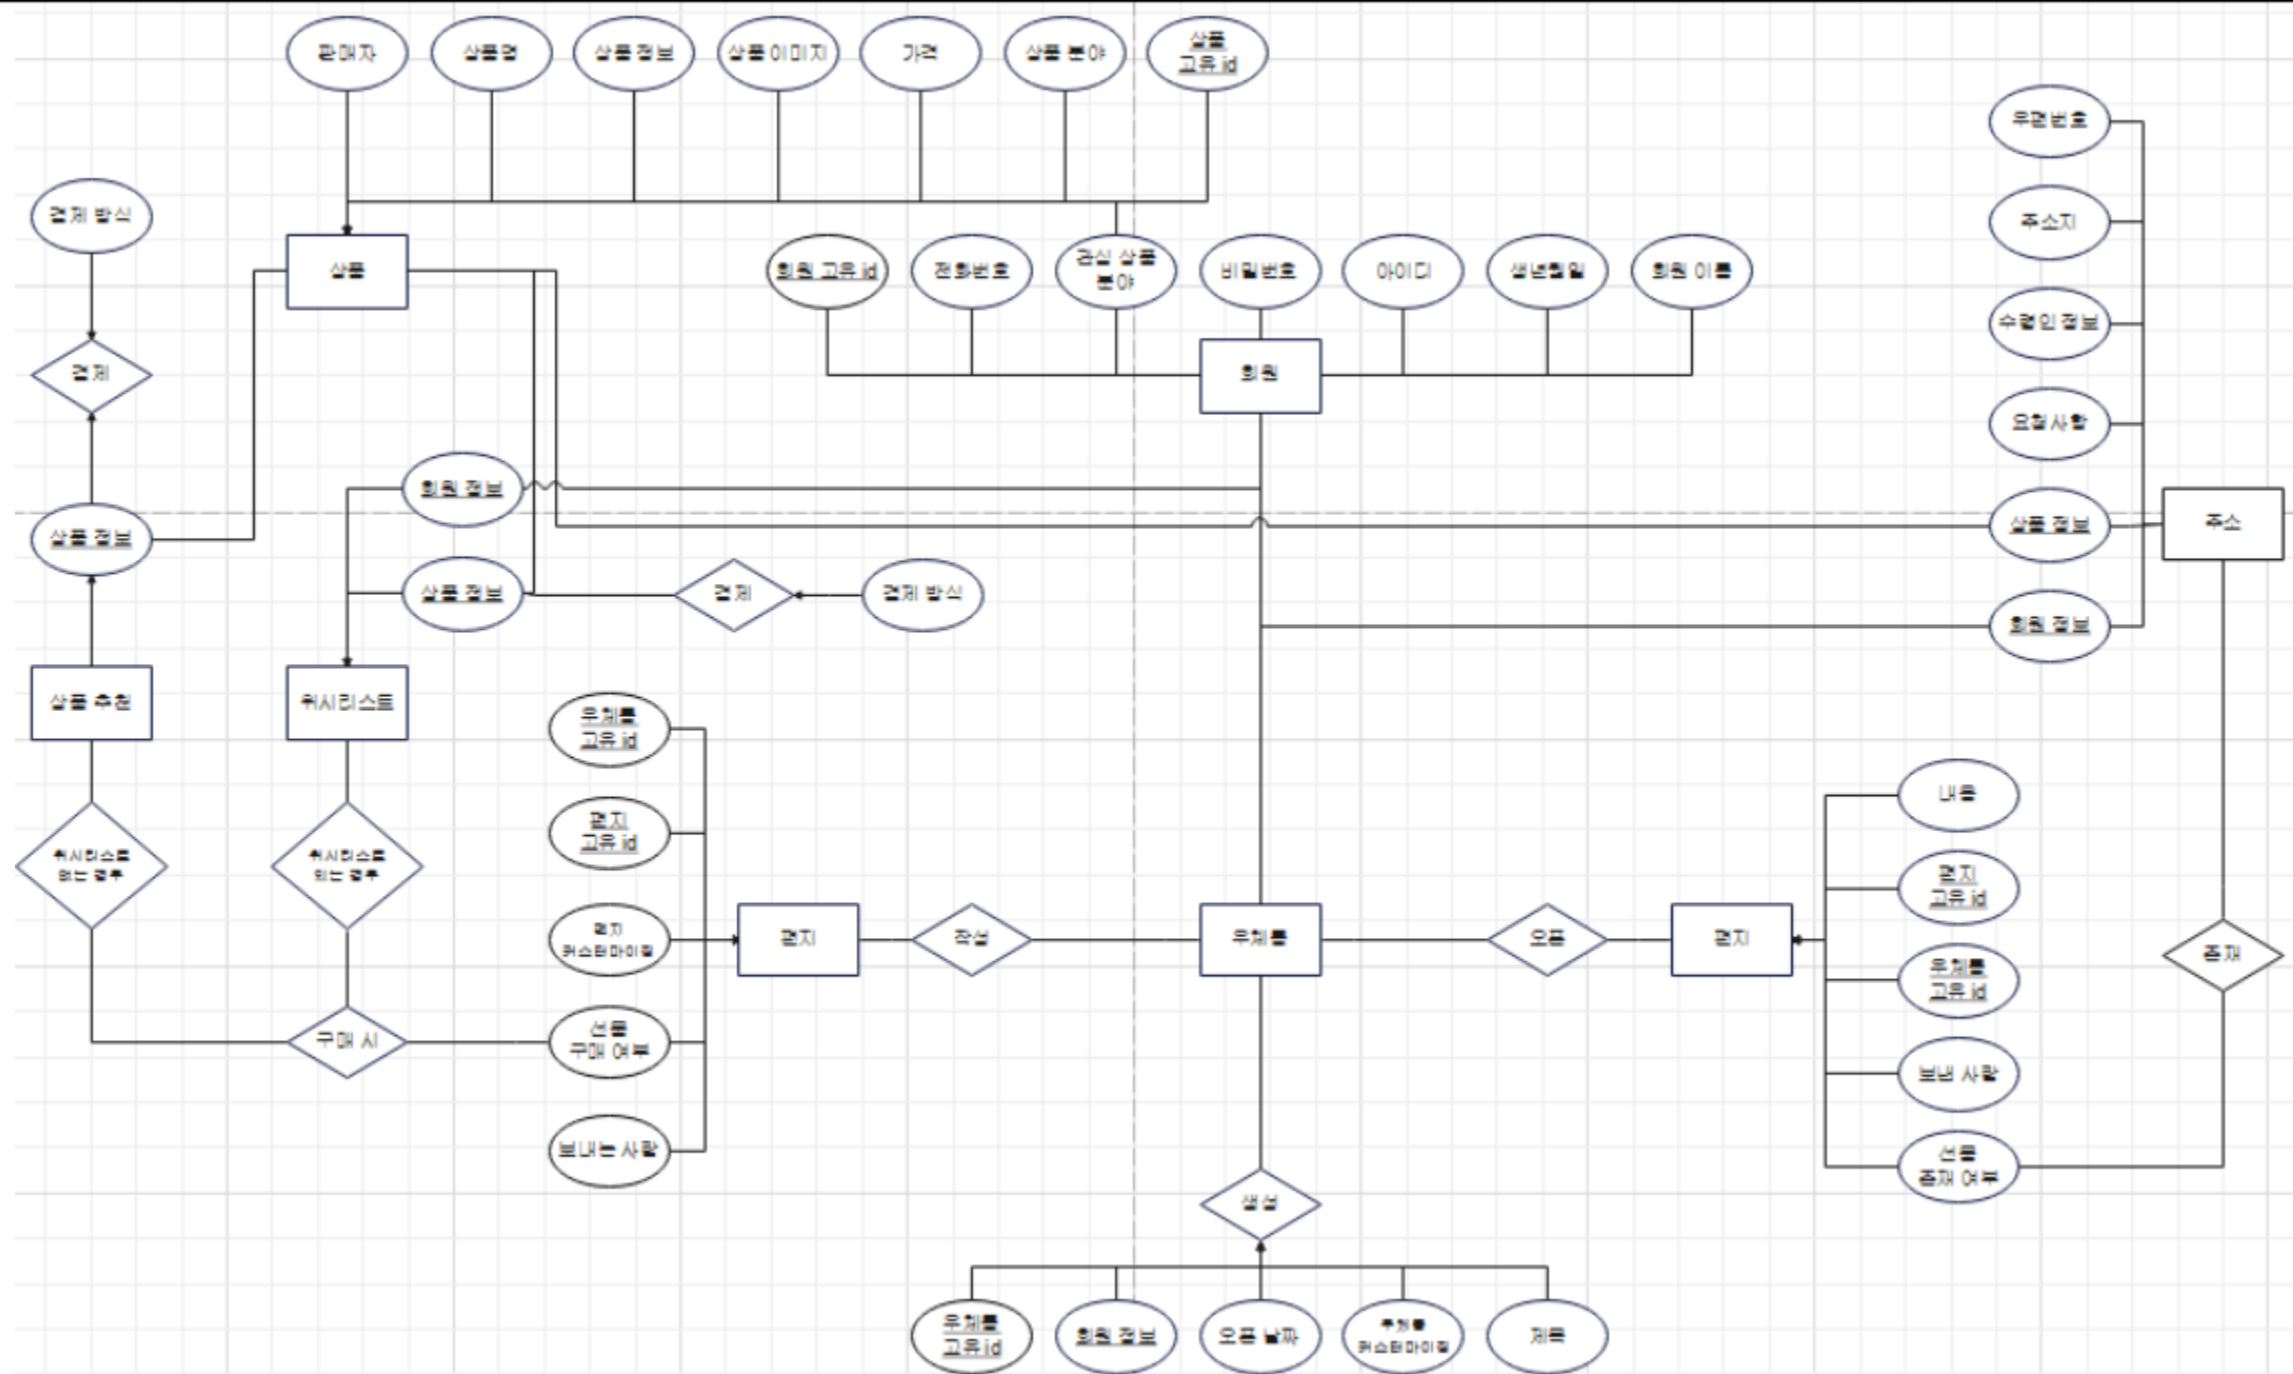 판매자
상품명
상품 정보
상품 이미지
가격
상품 분야
상품
고유 id
우편번호
결제 방식
주소지
상품
회원 고유 id
전화번호
관심 상품
분야
비밀번호
아이디
생년월일
회원 이름
수령인 정보
결제
회원
요청사항
회원 정보
상품 정보
상품 정보
주소
상품 정보
결제
결제 방식
회원 정보
상품 추천
위시리스트
우체통
고유 id
내용
편지
고유 id
위시리스트
없는 경우
위시리스트
있는 경우
편지
고유 id
편지
커스터마이징
편지
작성
우체통
오픈
편지
존재
우체통
고유 id
구매 시
선물
구매 여부
보낸 사람
보내는 사람
선물
존재 여부
생성
우체통
고유 id
회원 정보
오픈 날짜
우체통
커스터마이징
제목